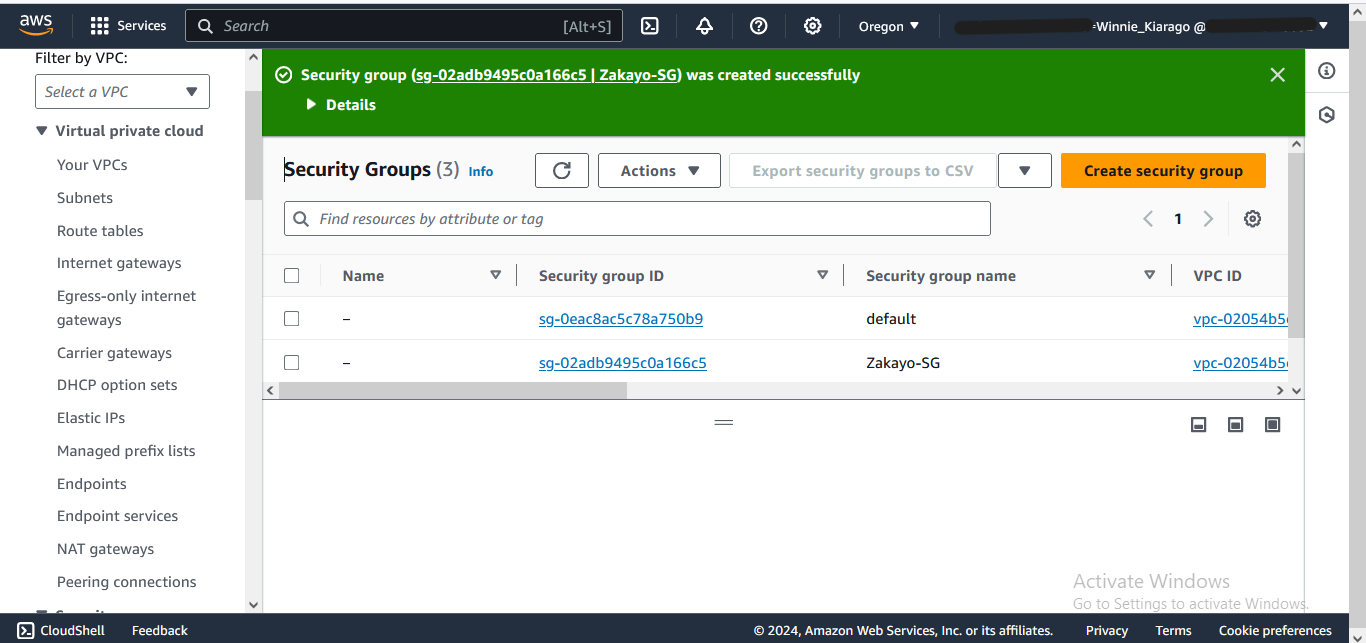 aws
Services
Search
[Alt+S]
Oregon
=Winnie_Kiarago @
Filter by VPC:
Select a VPC
Virtual private cloud
Your VPCs
Subnets
Route tables
Internet gateways
Egress-only internet
gateways
Carrier gateways
DHCP option sets
Elastic IPs
Managed prefix lists
Endpoints
Endpoint services
NAT gateways
Peering connections
Security group (sg-02adb9495c0a166c5 | Zakayo-SG) was created successfully
Details
Security Groups (3) Info
Actions
Export security groups to CSV
Create security group
Find resources by attribute or tag
1
Name Security group ID Security group name VPC ID
– sg-0eac8ac5c78a750b9 default vpc-02054b5
– sg-02adb9495c0a166c5 Zakayo-SG vpc-02054b5
Activate Windows
Go to Settings to activate Windows.
CloudShell
Feedback
© 2024, Amazon Web Services, Inc. or its affiliates.
Privacy
Terms
Cookie preferences